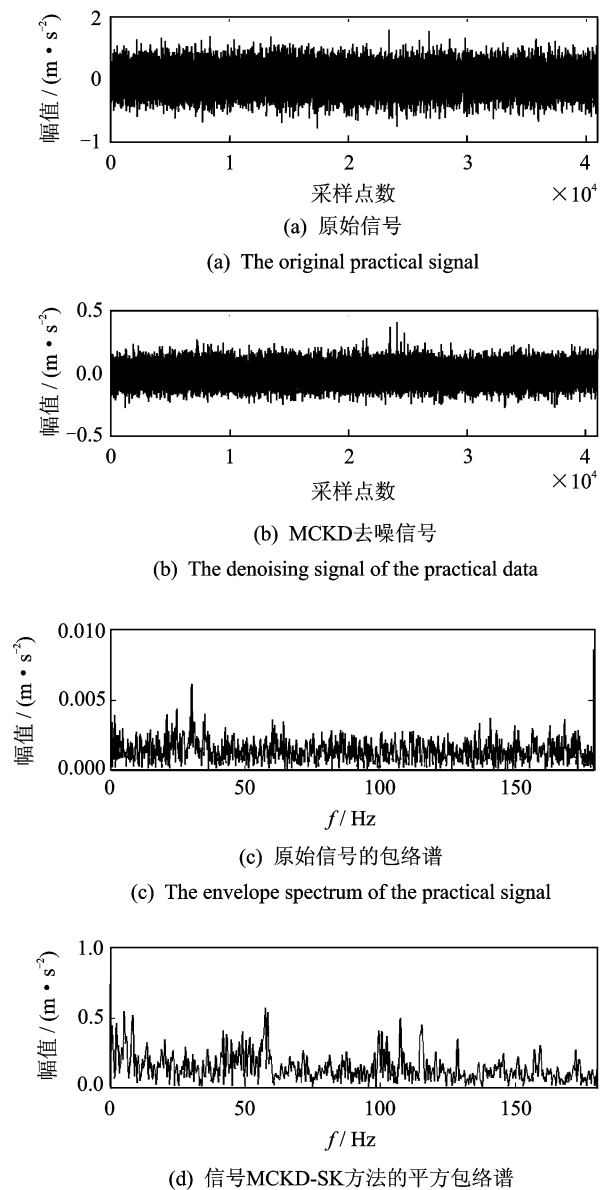 2
0
−1
幅值 / (m • s⁻²)
0 1 2 3 4
采样点数 ×10⁴
(a) 原始信号
(a) The original practical signal
0.5
0.0
−0.5
幅值 / (m • s⁻²)
0 1 2 3 4
采样点数 ×10⁴
(b) MCKD去噪信号
(b) The denoising signal of the practical data
0.010
0.005
0.000
幅值 / (m • s⁻²)
0 50 100 150
f / Hz
(c) 原始信号的包络谱
(c) The envelope spectrum of the practical signal
1.0
0.5
0.0
幅值 / (m • s⁻²)
0 50 100 150
f / Hz
(d) 信号MCKD-SK方法的平方包络谱